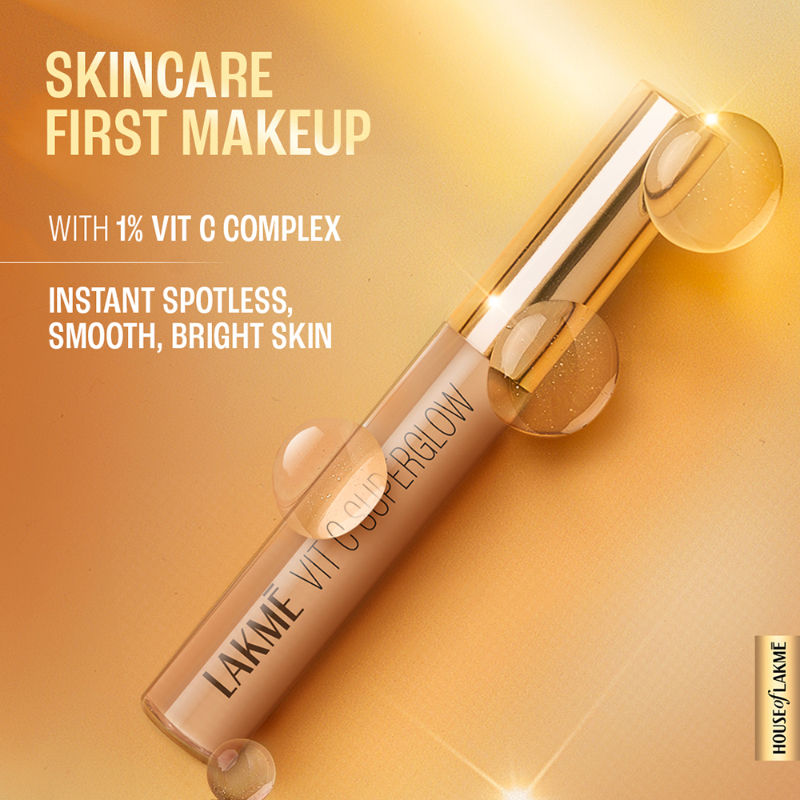 SKINCARE
FIRST MAKEUP
WITH 1% VIT C COMPLEX
INSTANT SPOTLESS,
SMOOTH, BRIGHT SKIN
LAKMĒ VIT C SUPERGLOW
HOUSE of LAKMĒ